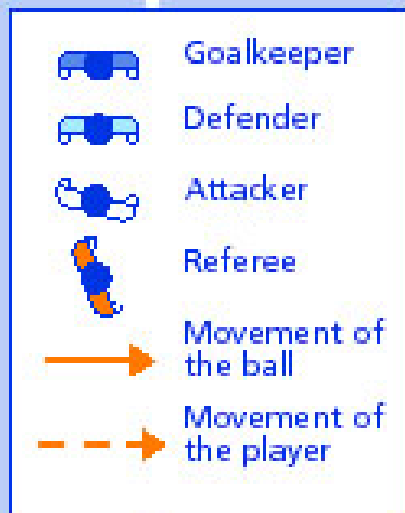 Goalkeeper
Defender
Attacker
Referee
Movement of
the ball
Movement of
the player